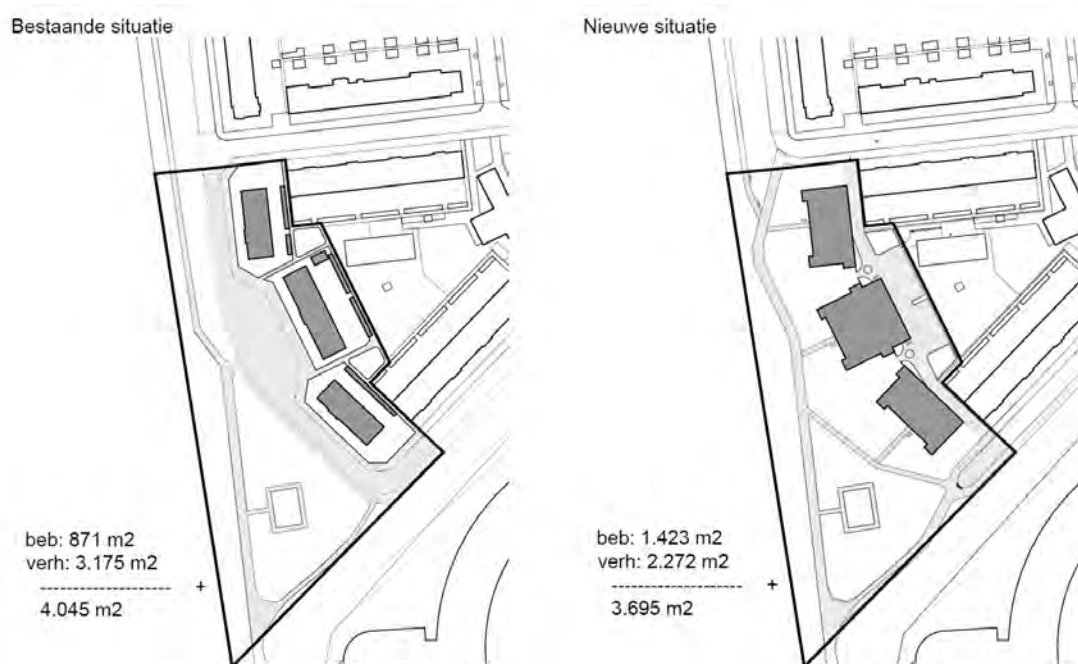 Bestaande situatie
beb: 871 m2
verh: 3.175 m2
-------------------- +
4.045 m2
Nieuwe situatie
beb: 1.423 m2
verh: 2.272 m2
-------------------- +
3.695 m2